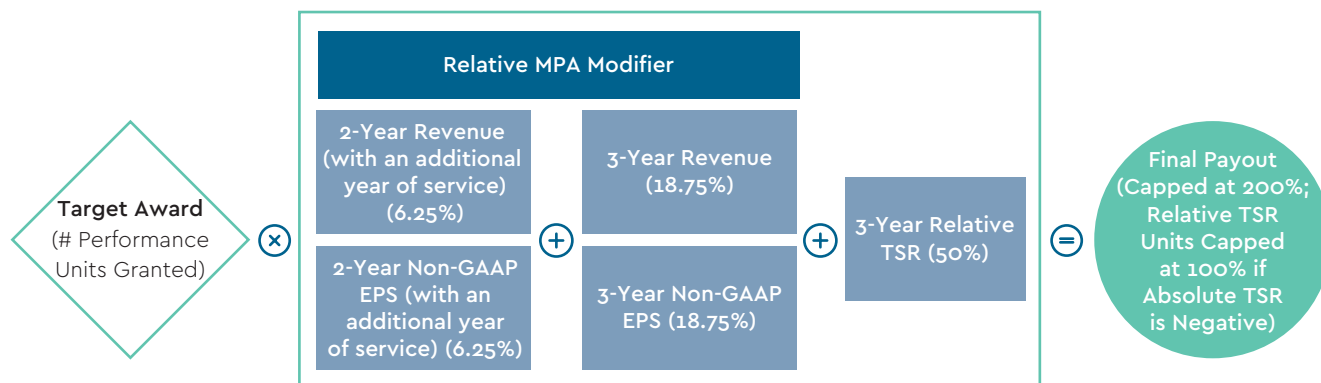 Relative MPA Modifier
Target Award
(# Performance
Units Granted)
×
2-Year Revenue
(with an additional
year of service)
(6.25%)
2-Year Non-GAAP
EPS (with an
additional year
of service) (6.25%)
+
3-Year Revenue
(18.75%)
3-Year Non-GAAP
EPS (18.75%)
+
3-Year Relative
TSR (50%)
=
Final Payout
(Capped at 200%;
Relative TSR
Units Capped
at 100% if
Absolute TSR
is Negative)